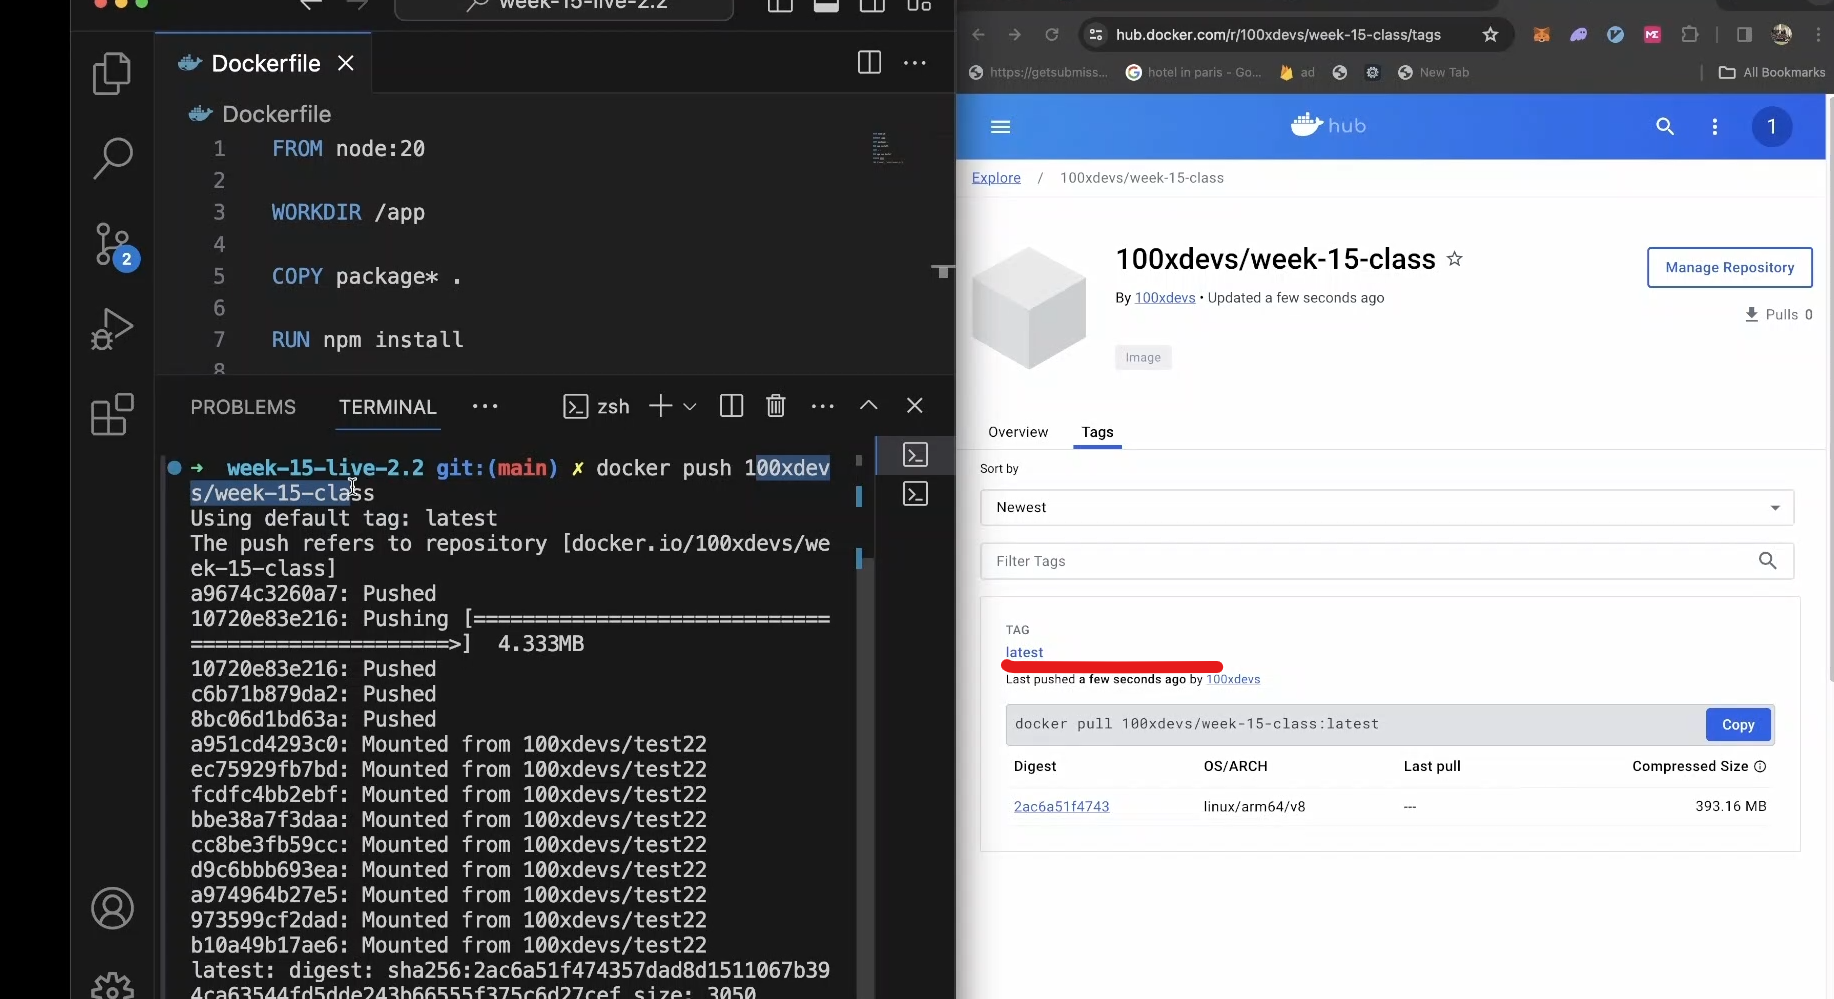 week-15-live-2.2
Dockerfile
Dockerfile
1 FROM node:20
2
3 WORKDIR /app
4
5 COPY package* .
6
7 RUN npm install
8
PROBLEMS TERMINAL ··· zsh
➜ week-15-live-2.2 git:(main) ✗ docker push 100xdev
s/week-15-class
Using default tag: latest
The push refers to repository [docker.io/100xdevs/we
ek-15-class]
a9674c3260a7: Pushed
10720e83e216: Pushing [=============================
=====================>] 4.333MB
10720e83e216: Pushed
c6b71b879da2: Pushed
8bc06d1bd63a: Pushed
a951cd4293c0: Mounted from 100xdevs/test22
ec75929fb7bd: Mounted from 100xdevs/test22
fcdfc4bb2ebf: Mounted from 100xdevs/test22
bbe38a7f3daa: Mounted from 100xdevs/test22
cc8be3fb59cc: Mounted from 100xdevs/test22
d9c6bbb693ea: Mounted from 100xdevs/test22
a974964b27e5: Mounted from 100xdevs/test22
973599cf2dad: Mounted from 100xdevs/test22
b10a49b17ae6: Mounted from 100xdevs/test22
latest: digest: sha256:2ac6a51f474357dad8d1511067b39
4ca63544fd5dde243b66555f375c6d27cef size: 3050
2
hub.docker.com/r/100xdevs/week-15-class/tags
https://getsubmiss... hotel in paris - Go... ad New Tab All Bookmarks
hub 1
Explore / 100xdevs/week-15-class
100xdevs/week-15-class
Manage Repository
By 100xdevs • Updated a few seconds ago
Pulls 0
Image
Overview Tags
Sort by
Newest
Filter Tags
TAG
latest
Last pushed a few seconds ago by 100xdevs
docker pull 100xdevs/week-15-class:latest Copy
Digest OS/ARCH Last pull Compressed Size
2ac6a51f4743 linux/arm64/v8 --- 393.16 MB